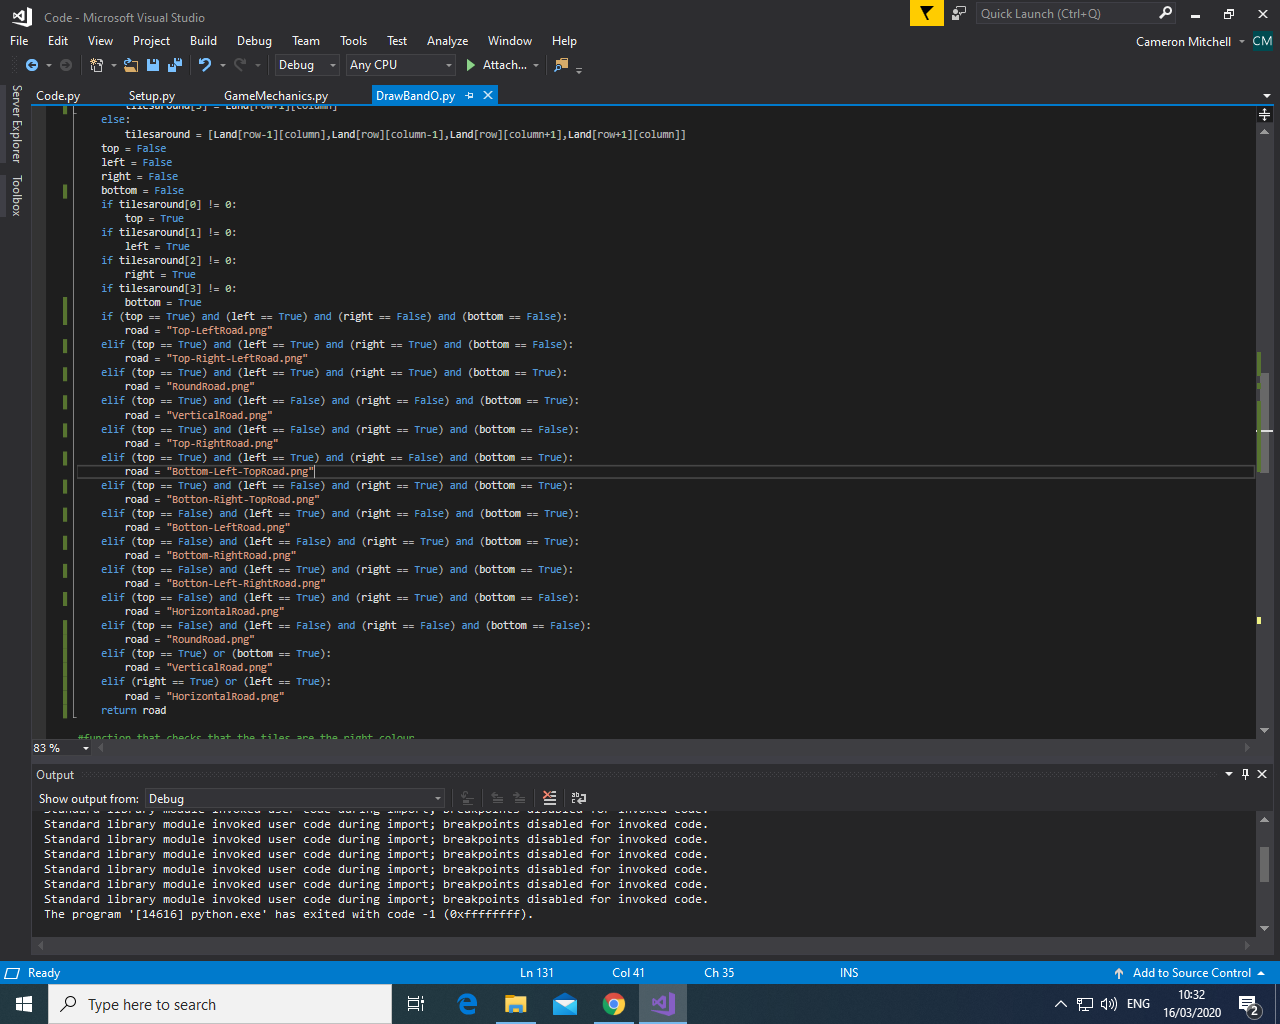 Code - Microsoft Visual Studio
Quick Launch (Ctrl+Q)
File Edit View Project Build Debug Team Tools Test Analyze Window Help
Cameron Mitchell CM
Debug Any CPU Attach...
Server Explorer
Toolbox
Code.py Setup.py GameMechanics.py DrawBandO.py
tilesaround[3] = Land[row+1][column]
else:
tilesaround = [Land[row-1][column],Land[row][column-1],Land[row][column+1],Land[row+1][column]]
top = False
left = False
right = False
bottom = False
if tilesaround[0] != 0:
top = True
if tilesaround[1] != 0:
left = True
if tilesaround[2] != 0:
right = True
if tilesaround[3] != 0:
bottom = True
if (top == True) and (left == True) and (right == False) and (bottom == False):
road = "Top-LeftRoad.png"
elif (top == True) and (left == True) and (right == True) and (bottom == False):
road = "Top-Right-LeftRoad.png"
elif (top == True) and (left == True) and (right == True) and (bottom == True):
road = "RoundRoad.png"
elif (top == True) and (left == False) and (right == False) and (bottom == True):
road = "VerticalRoad.png"
elif (top == True) and (left == False) and (right == True) and (bottom == False):
road = "Top-RightRoad.png"
elif (top == True) and (left == True) and (right == False) and (bottom == True):
road = "Bottom-Left-TopRoad.png"
elif (top == True) and (left == False) and (right == True) and (bottom == True):
road = "Botton-Right-TopRoad.png"
elif (top == False) and (left == True) and (right == False) and (bottom == True):
road = "Botton-LeftRoad.png"
elif (top == False) and (left == False) and (right == True) and (bottom == True):
road = "Bottom-RightRoad.png"
elif (top == False) and (left == True) and (right == True) and (bottom == True):
road = "Botton-Left-RightRoad.png"
elif (top == False) and (left == True) and (right == True) and (bottom == False):
road = "HorizontalRoad.png"
elif (top == False) and (left == False) and (right == False) and (bottom == False):
road = "RoundRoad.png"
elif (top == True) or (bottom == True):
road = "VerticalRoad.png"
elif (right == True) or (left == True):
road = "HorizontalRoad.png"
return road
#function that checks that the tiles are the right colour
83 %
Output
Show output from: Debug
Standard library module invoked user code during import; breakpoints disabled for invoked code.
Standard library module invoked user code during import; breakpoints disabled for invoked code.
Standard library module invoked user code during import; breakpoints disabled for invoked code.
Standard library module invoked user code during import; breakpoints disabled for invoked code.
Standard library module invoked user code during import; breakpoints disabled for invoked code.
Standard library module invoked user code during import; breakpoints disabled for invoked code.
Standard library module invoked user code during import; breakpoints disabled for invoked code.
The program '[14616] python.exe' has exited with code -1 (0xffffffff).
Ready Ln 131 Col 41 Ch 35 INS Add to Source Control
Type here to search
ENG
10:32
16/03/2020
2